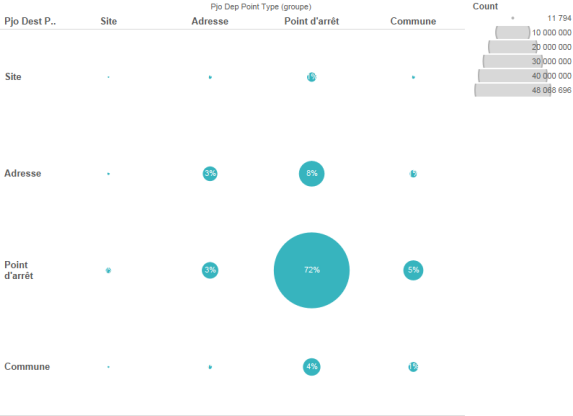 Pjo Dep Point Type (groupe)
Pjo Dest P.. Site Adresse Point d'arrêt Commune
Site
Adresse 3% 8%
Point d'arrêt 3% 72% 5%
Commune 4% 1%
Count
11 794
10 000 000
20 000 000
30 000 000
40 000 000
48 068 696